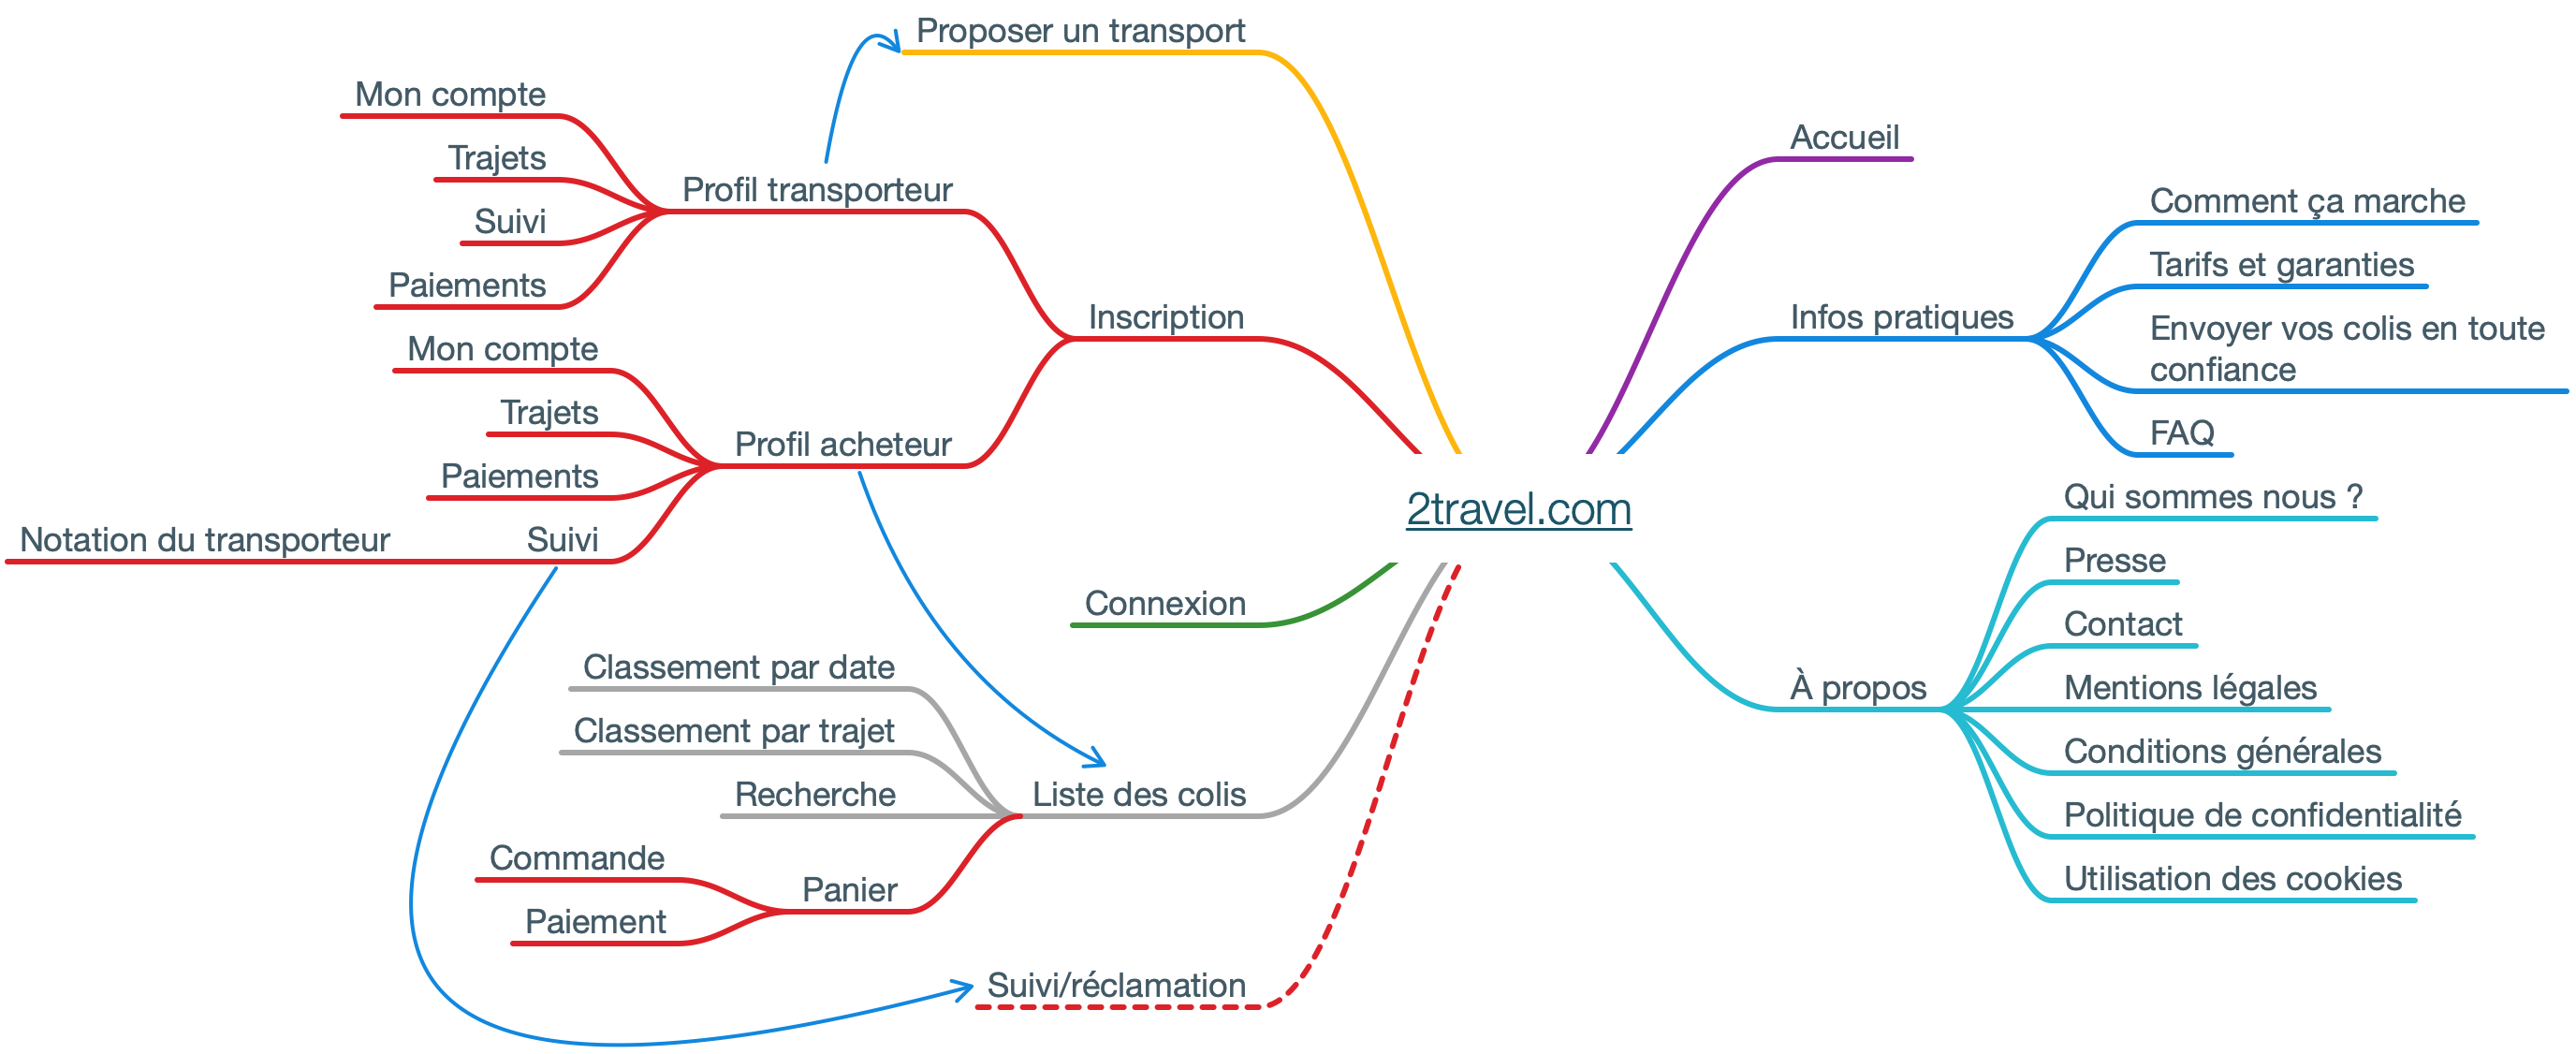 Proposer un transport
Mon compte
Trajets
Suivi
Paiements
Profil transporteur
Mon compte
Trajets
Paiements
Suivi
Notation du transporteur
Profil acheteur
Inscription
Connexion
Classement par date
Classement par trajet
Recherche
Liste des colis
Commande
Paiement
Panier
Suivi/réclamation
2travel.com
Accueil
Infos pratiques
Comment ça marche
Tarifs et garanties
Envoyer vos colis en toute
confiance
FAQ
À propos
Qui sommes nous ?
Presse
Contact
Mentions légales
Conditions générales
Politique de confidentialité
Utilisation des cookies